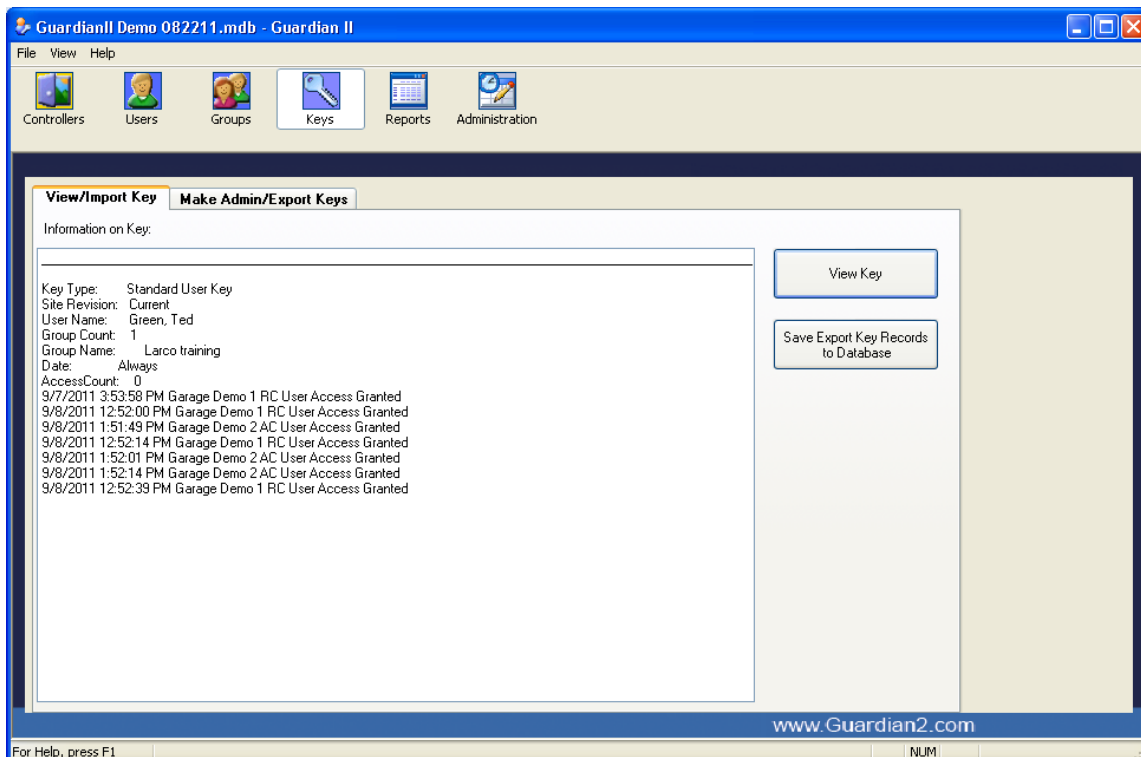 GuardianII Demo 082211.mdb - Guardian II
File View Help
Controllers Users Groups Keys Reports Administration
View/Import Key Make Admin/Export Keys
Information on Key:
View Key
Key Type: Standard User Key
Site Revision: Current
User Name: Green, Ted
Group Count: 1
Save Export Key Records
to Database
Group Name: Larco training
Date: Always
AccessCount: 0
9/7/2011 3:53:58 PM Garage Demo 1 RC User Access Granted
9/8/2011 12:52:00 PM Garage Demo 1 RC User Access Granted
9/8/2011 1:51:49 PM Garage Demo 2 AC User Access Granted
9/8/2011 12:52:14 PM Garage Demo 1 RC User Access Granted
9/8/2011 1:52:01 PM Garage Demo 2 AC User Access Granted
9/8/2011 1:52:14 PM Garage Demo 2 AC User Access Granted
9/8/2011 12:52:39 PM Garage Demo 1 RC User Access Granted
www.Guardian2.com
For Help, press F1 NUM